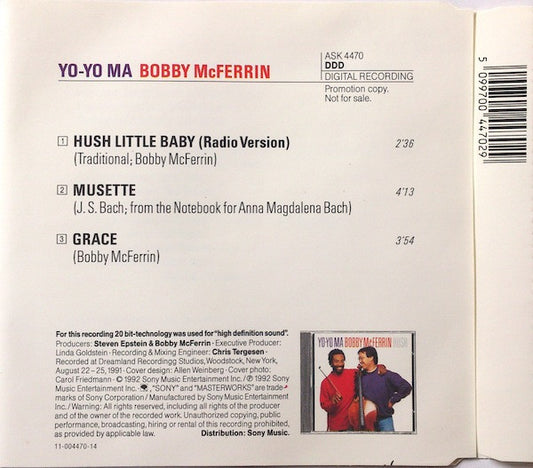 YO-YO MA BOBBY McFERRIN
ASK 4470
DDD
DIGITAL RECORDING
Promotion copy.
Not for sale.
1 HUSH LITTLE BABY (Radio Version) 2'36
(Traditional; Bobby McFerrin)
2 MUSETTE 4'13
(J. S. Bach; from the Notebook for Anna Magdalena Bach)
3 GRACE 3'54
(Bobby McFerrin)
For this recording 20 bit-technology was used for "high definition sound".
Producers: Steven Epstein & Bobby McFerrin · Executive Producer:
Linda Goldstein · Recording & Mixing Engineer: Chris Tergesen ·
Recorded at Dreamland Recordingg Studios, Woodstock, New York,
August 22 – 25, 1991 · Cover design: Allen Weinberg · Cover photo:
Carol Friedmann · © 1992 Sony Music Entertainment Inc. / ℗ 1992 Sony
Music Entertainment Inc. , "SONY" and "MASTERWORKS" are trade-
marks of Sony Corporation / Manufactured by Sony Music Entertainment
Inc. / Warning: All rights reserved, including all rights of the producer
and of the owner of the recorded work. Unauthorized copying, public
performance, broadcasting, hiring or rental of this recording prohibited,
as provided by applicable law. Distribution: Sony Music.
11-004470-14
YO-YO MA BOBBY McFERRIN HUSH
5 099700 447029